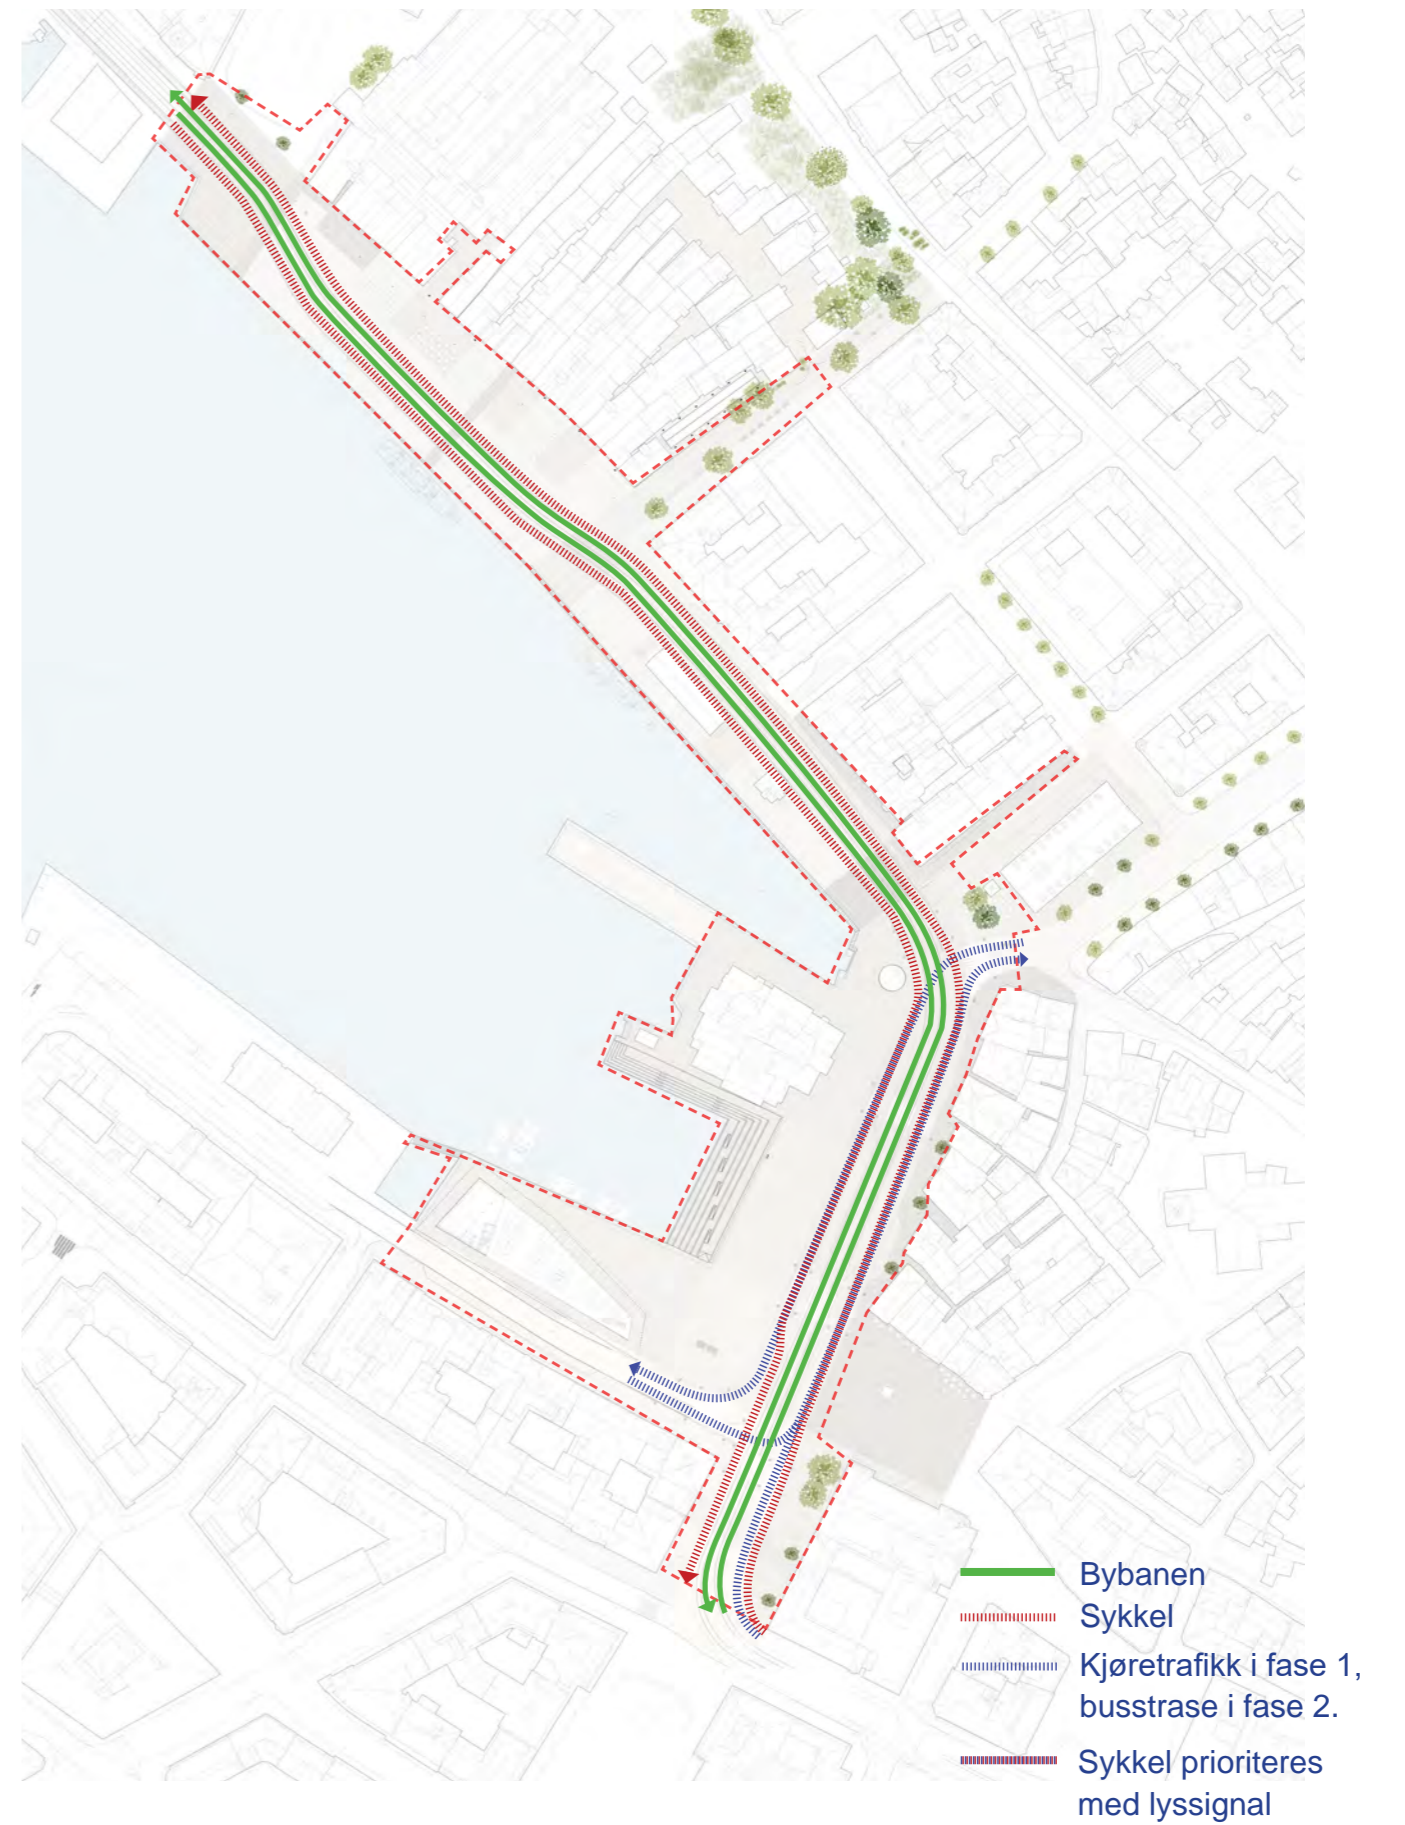 Bybanen
Sykkel
Kjøretrafikk i fase 1,
busstrase i fase 2.
Sykkel prioriteres
med lyssignal